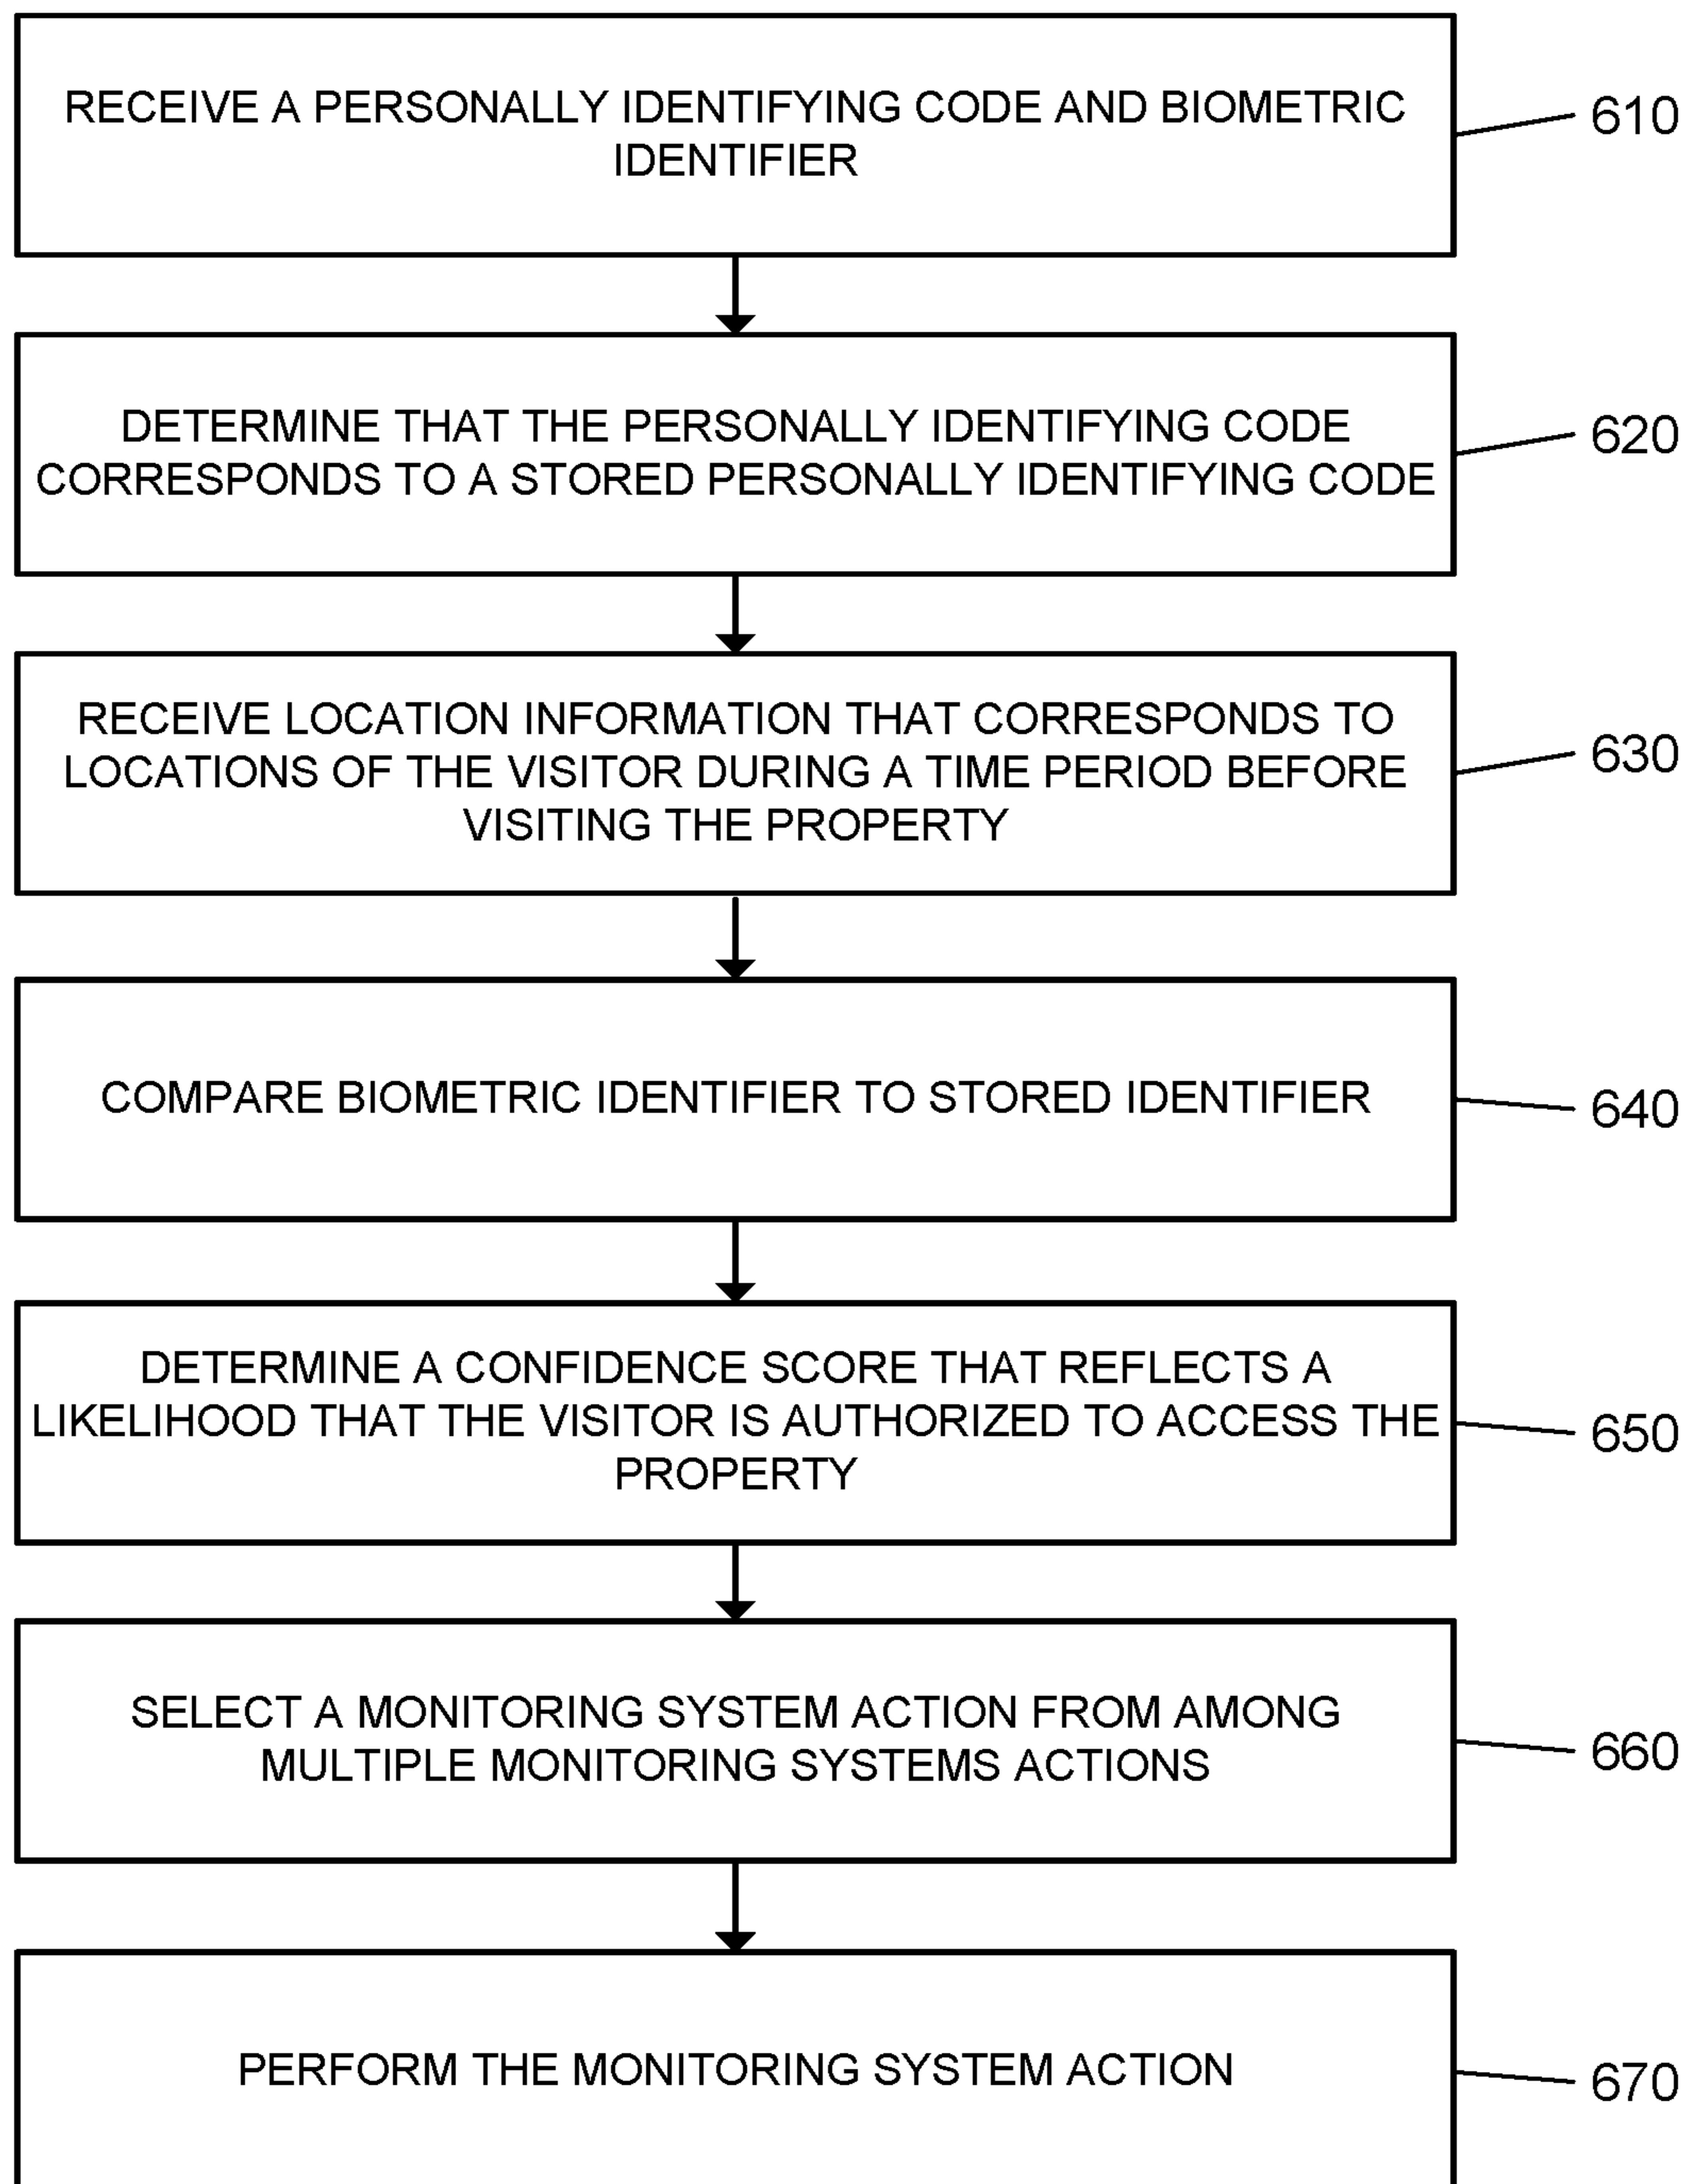 RECEIVE A PERSONALLY IDENTIFYING CODE AND BIOMETRIC
IDENTIFIER
610
DETERMINE THAT THE PERSONALLY IDENTIFYING CODE
CORRESPONDS TO A STORED PERSONALLY IDENTIFYING CODE
620
RECEIVE LOCATION INFORMATION THAT CORRESPONDS TO
LOCATIONS OF THE VISITOR DURING A TIME PERIOD BEFORE
VISITING THE PROPERTY
630
COMPARE BIOMETRIC IDENTIFIER TO STORED IDENTIFIER
640
DETERMINE A CONFIDENCE SCORE THAT REFLECTS A
LIKELIHOOD THAT THE VISITOR IS AUTHORIZED TO ACCESS THE
PROPERTY
650
SELECT A MONITORING SYSTEM ACTION FROM AMONG
MULTIPLE MONITORING SYSTEMS ACTIONS
660
PERFORM THE MONITORING SYSTEM ACTION
670